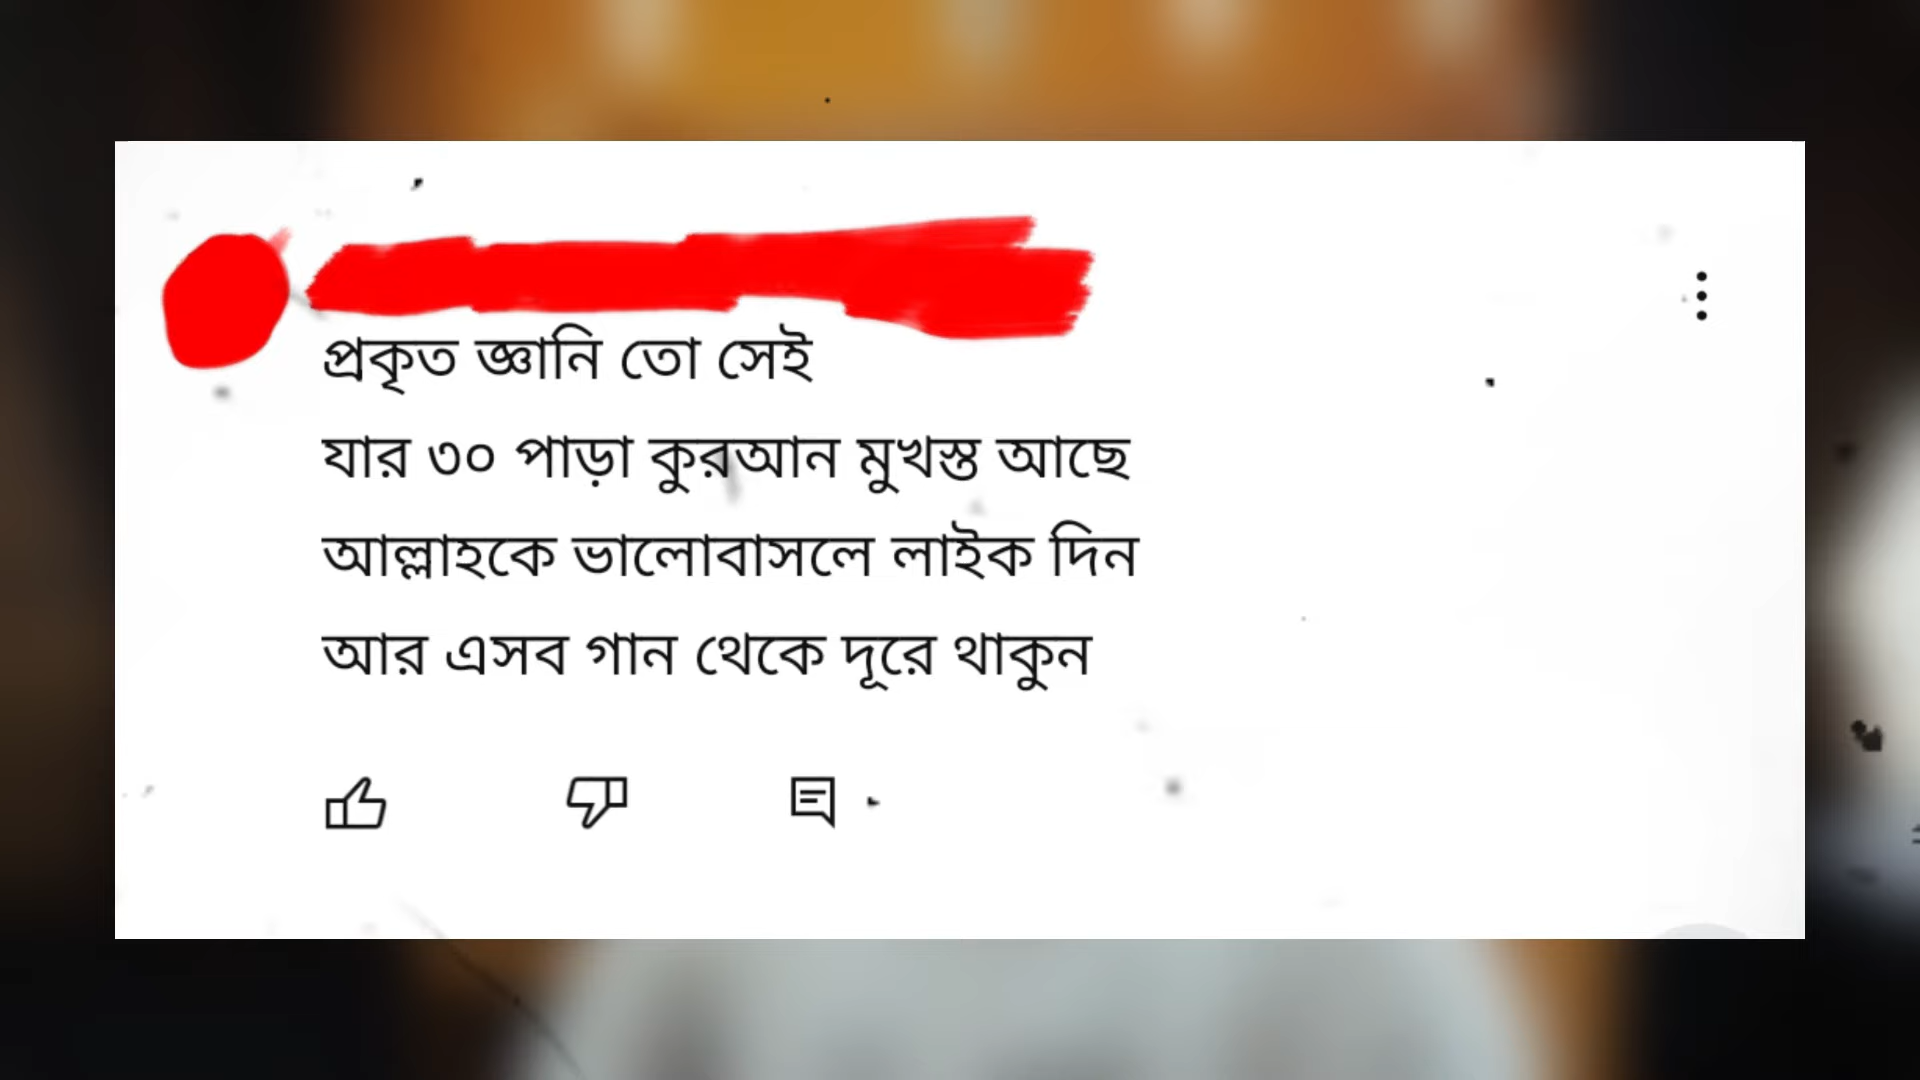 প্রকৃত জ্ঞানি তো সেই
যার ৩০ পাড়া কুরআন মুখস্ত আছে
আল্লাহকে ভালোবাসলে লাইক দিন
আর এসব গান থেকে দূরে থাকুন